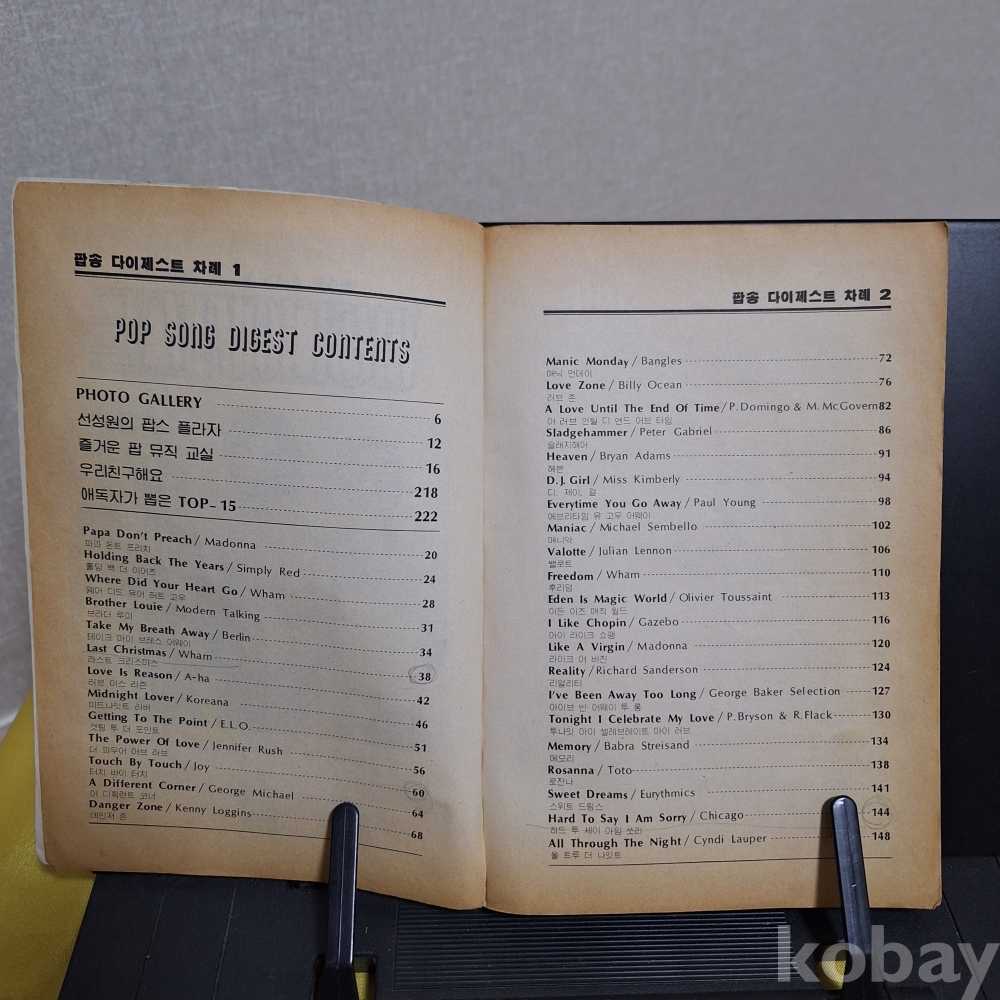 팝송 다이제스트 차례 1
POP SONG DIGEST CONTENTS
PHOTO GALLERY 6
선성원의 팝스 플라자 12
즐거운 팝 뮤직 교실 16
우리친구해요 218
애독자가 뽑은 TOP-15 222
Papa Don't Preach / Madonna 20
파파 돈트 프리치
Holding Back The Years / Simply Red 24
홀딩 백 더 이어즈
Where Did Your Heart Go / Wham 28
웨어 디드 유어 하트 고우
Brother Louie / Modern Talking 31
브라더 루이
Take My Breath Away / Berlin 34
테이크 마이 브레스 어웨이
Last Christmas / Wham 38
라스트 크리스마스
Love Is Reason / A-ha 42
러브 이스 리즌
Midnight Lover / Koreana 46
미드나잇트 러버
Getting To The Point / E.L.O. 51
겟팅 투 더 포인트
The Power Of Love / Jennifer Rush 56
더 파우어 어브 러브
Touch By Touch / Joy 60
터치 바이 터치
A Different Corner / George Michael 64
어 디훠런트 코너
Danger Zone / Kenny Loggins 68
데인저 존
팝송 다이제스트 차례 2
Manic Monday / Bangles 72
매닉 먼데이
Love Zone / Billy Ocean 76
러브 존
A Love Until The End Of Time / P. Domingo & M. McGovern 82
어 러브 언틸 디 엔드 어브 타임
Sladgehammer / Peter Gabriel 86
슬래지해머
Heaven / Bryan Adams 91
헤븐
D.J. Girl / Miss Kimberly 94
디. 제이. 걸
Everytime You Go Away / Paul Young 98
에브리타임 유 고우 어웨이
Maniac / Michael Sembello 102
매니악
Valotte / Julian Lennon 106
밸로트
Freedom / Wham 110
후리덤
Eden Is Magic World / Olivier Toussaint 113
이든 이즈 매직 월드
I Like Chopin / Gazebo 116
아이 라이크 쇼팽
Like A Virgin / Madonna 120
라이크 어 버진
Reality / Richard Sanderson 124
리얼리티
I've Been Away Too Long / George Baker Selection 127
아이브 빈 어웨이 투 롱
Tonight I Celebrate My Love / P. Bryson & R. Flack 130
투나잇 아이 셀레브레이트 마이 러브
Memory / Babra Streisand 134
메모리
Rosanna / Toto 138
로잔나
Sweet Dreams / Eurythmics 141
스위트 드림스
Hard To Say I Am Sorry / Chicago 144
하드 투 세이 아이 앰 쏘리
All Through The Night / Cyndi Lauper 148
올 트루 더 나잇트
kobay